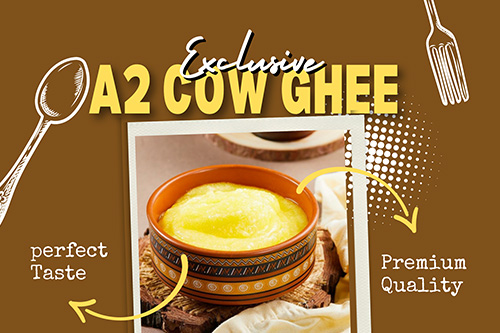 Exclusive
A2 COW GHEE
perfect
Taste
Premium
Quality